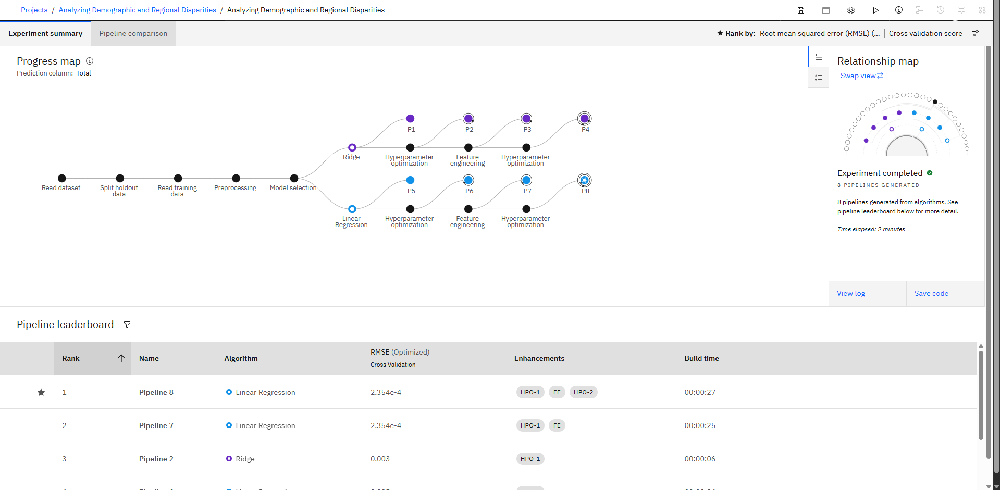 Projects / Analyzing Demographic and Regional Disparities / Analyzing Demographic and Regional Disparities
Experiment summary
Pipeline comparison
Rank by: Root mean squared error (RMSE) (... | Cross validation score
Progress map
Prediction column: Total
Read dataset
Split holdout
data
Read training
data
Preprocessing
Model selection
Ridge
P1
Hyperparameter
optimization
P2
Feature
engineering
P3
Hyperparameter
optimization
P4
Linear
Regression
P5
Hyperparameter
optimization
P6
Feature
engineering
P7
Hyperparameter
optimization
P8
Relationship map
Swap view
Experiment completed
8 PIPELINES GENERATED
8 pipelines generated from algorithms. See
pipeline leaderboard below for more detail.
Time elapsed: 2 minutes
View log
Save code
Pipeline leaderboard
Rank Name Algorithm RMSE (Optimized) Enhancements Build time
Cross Validation
1 Pipeline 8 Linear Regression 2.354e-4 HPO-1 FE HPO-2 00:00:27
2 Pipeline 7 Linear Regression 2.354e-4 HPO-1 FE 00:00:25
3 Pipeline 2 Ridge 0.003 HPO-1 00:00:06